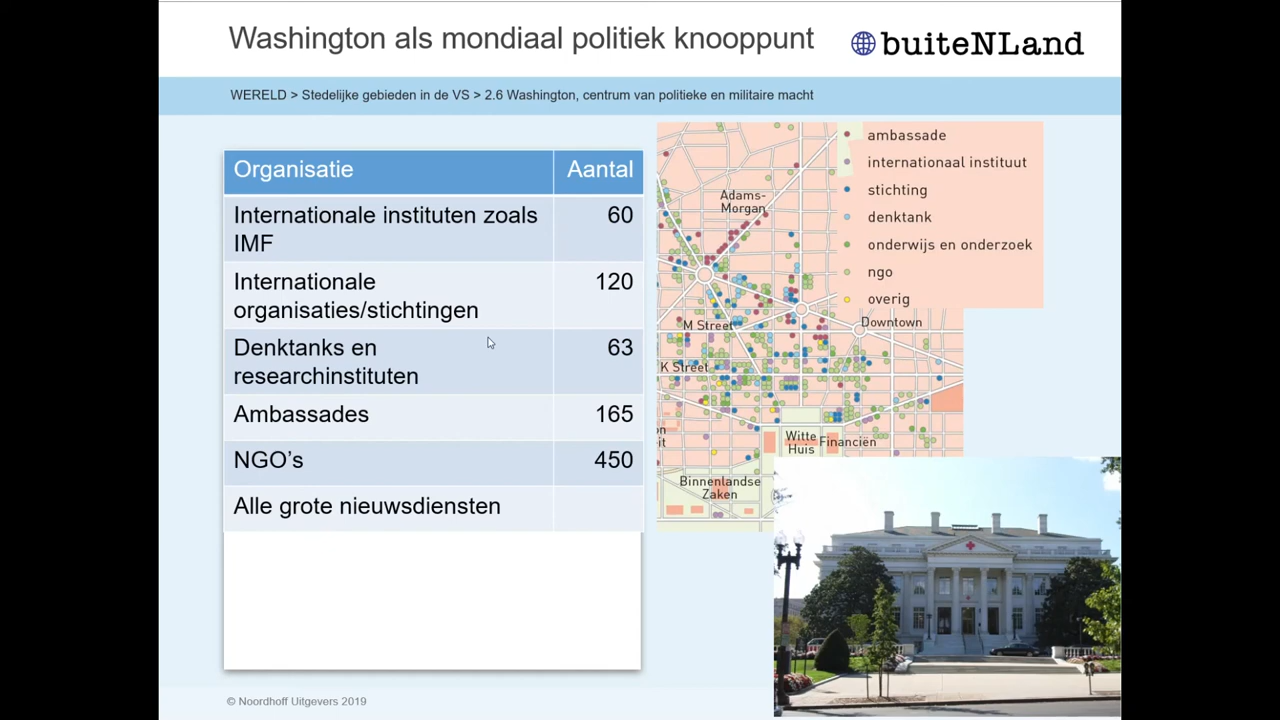 Washington als mondiaal politiek knooppunt
buiteNLand
WERELD > Stedelijke gebieden in de VS > 2.6 Washington, centrum van politieke en militaire macht
Organisatie Aantal
Internationale instituten zoals 60
IMF
Internationale 120
organisaties/stichtingen
Denktanks en 63
researchinstituten
Ambassades 165
NGO’s 450
Alle grote nieuwsdiensten
ambassade
internationaal instituut
stichting
denktank
onderwijs en onderzoek
ngo
overig
Adams-
Morgan
M Street
Downtown
K Street
Witte
Huis
Financiën
Binnenlandse
Zaken
© Noordhoff Uitgevers 2019